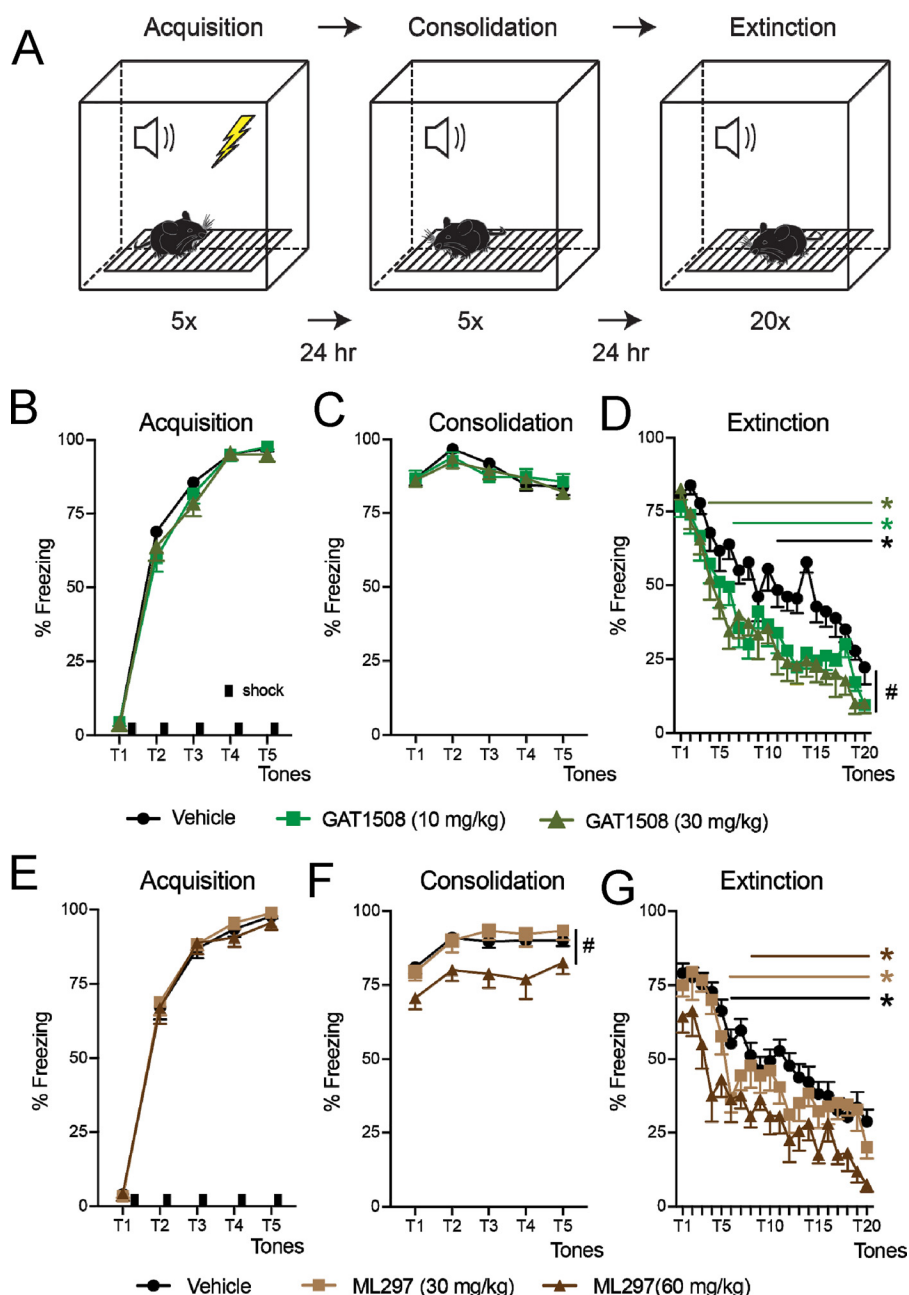 A
Acquisition → Consolidation → Extinction
5x → 5x → 20x
24 hr 24 hr
B Acquisition
% Freezing
100
75
50
25
0
shock
T1 T2 T3 T4 T5
Tones
C Consolidation
100
75
50
25
0
T1 T2 T3 T4 T5
Tones
D Extinction
% Freezing
100
75
50
25
0
*
*
*
#
T1 T5 T10 T15 T20
Tones
Vehicle GAT1508 (10 mg/kg) GAT1508 (30 mg/kg)
E Acquisition
% Freezing
100
75
50
25
0
T1 T2 T3 T4 T5
Tones
F Consolidation
% Freezing
100
75
50
25
0
#
T1 T2 T3 T4 T5
Tones
G Extinction
% Freezing
100
75
50
25
0
*
*
*
T1 T5 T10 T15 T20
Tones
Vehicle ML297 (30 mg/kg) ML297(60 mg/kg)